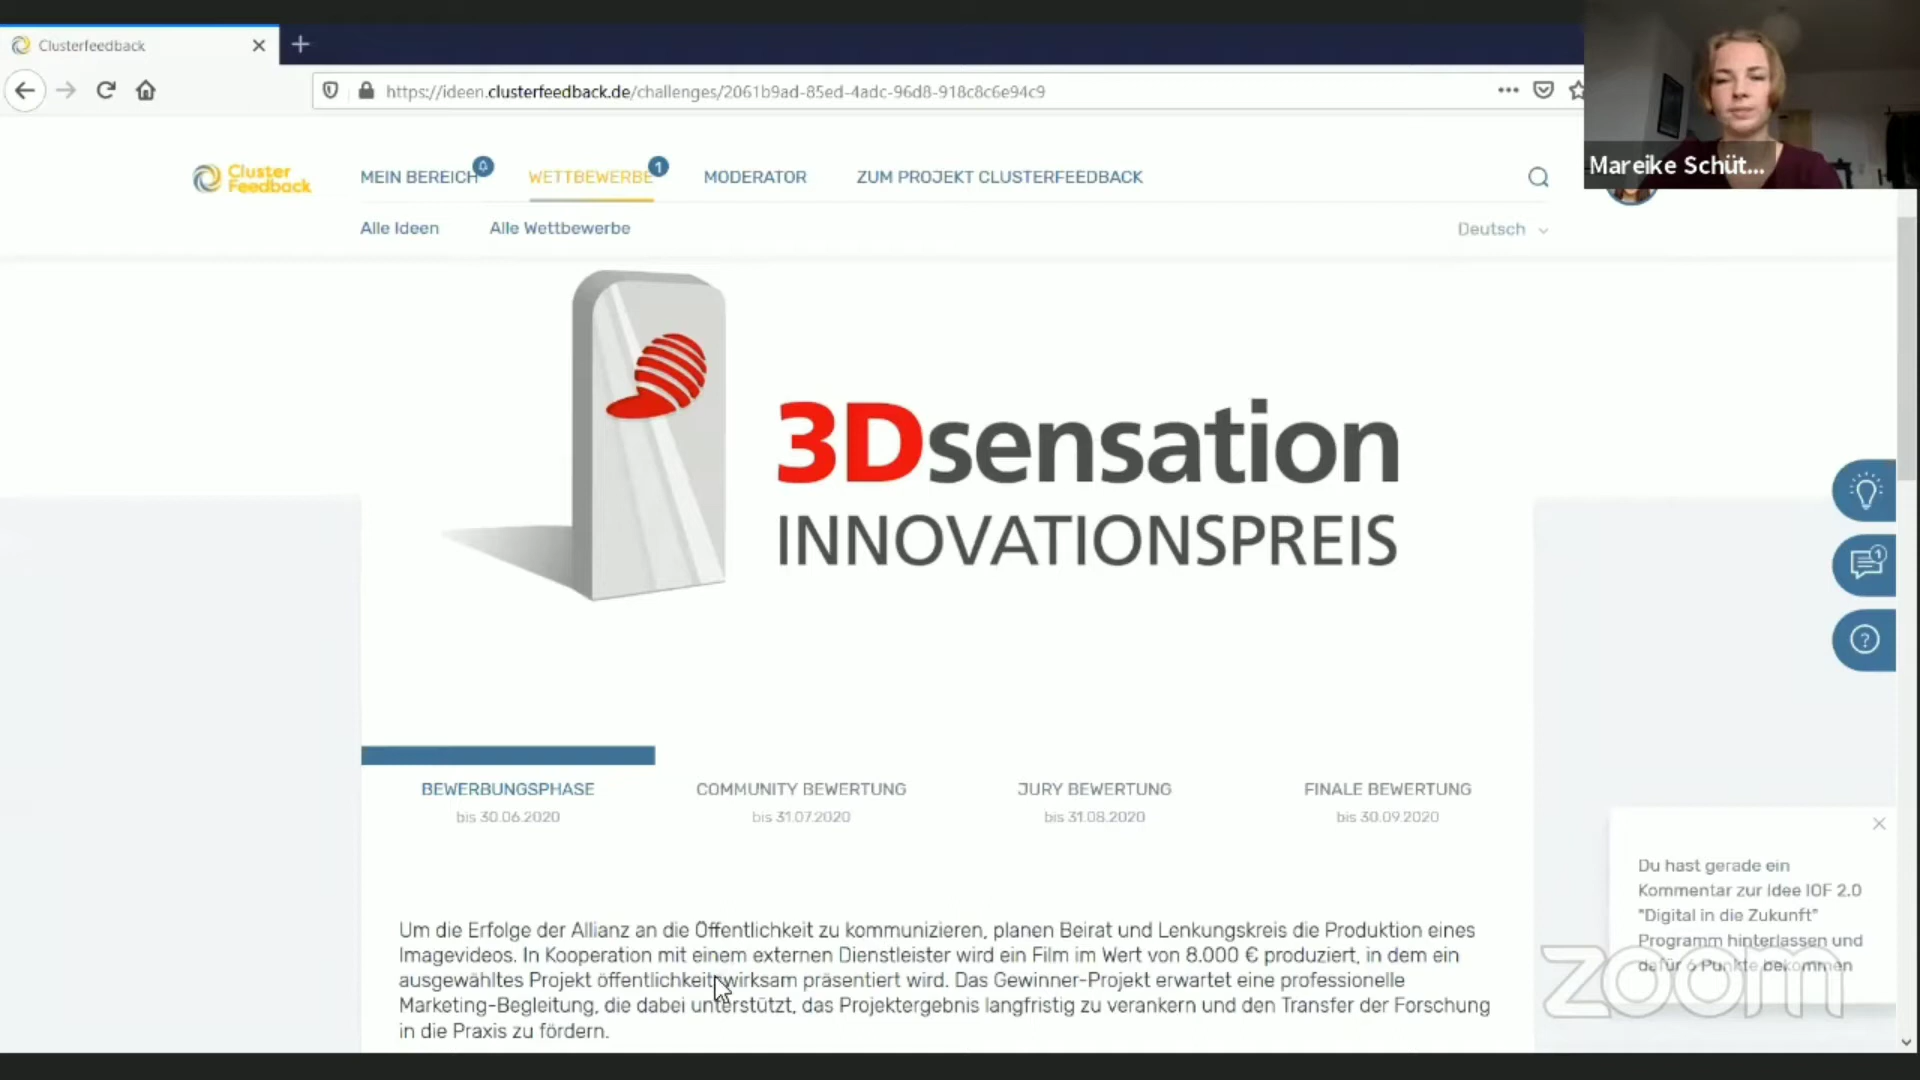 Clusterfeedback
https://ideen.clusterfeedback.de/challenges/2061b9ad-85ed-4adc-96d8-918c8c6e94c9
Mareike Schüt...
Cluster
Feedback
MEIN BEREICH
WETTBEWERBE 1
MODERATOR
ZUM PROJEKT CLUSTERFEEDBACK
Alle Ideen
Alle Wettbewerbe
Deutsch
3Dsensation
INNOVATIONSPREIS
1
?
BEWERBUNGSPHASE
bis 30.06.2020
COMMUNITY BEWERTUNG
bis 31.07.2020
JURY BEWERTUNG
bis 31.08.2020
FINALE BEWERTUNG
bis 30.09.2020
Um die Erfolge der Allianz an die Öffentlichkeit zu kommunizieren, planen Beirat und Lenkungskreis die Produktion eines
Imagevideos. In Kooperation mit einem externen Dienstleister wird ein Film im Wert von 8.000 € produziert, in dem ein
ausgewähltes Projekt öffentlichkeitswirksam präsentiert wird. Das Gewinner-Projekt erwartet eine professionelle
Marketing-Begleitung, die dabei unterstützt, das Projektergebnis langfristig zu verankern und den Transfer der Forschung
in die Praxis zu fördern.
Du hast gerade ein
Kommentar zur Idee IOF 2.0
"Digital in die Zukunft"
Programm hinterlassen und
dafür 6 Punkte bekommen
zoom